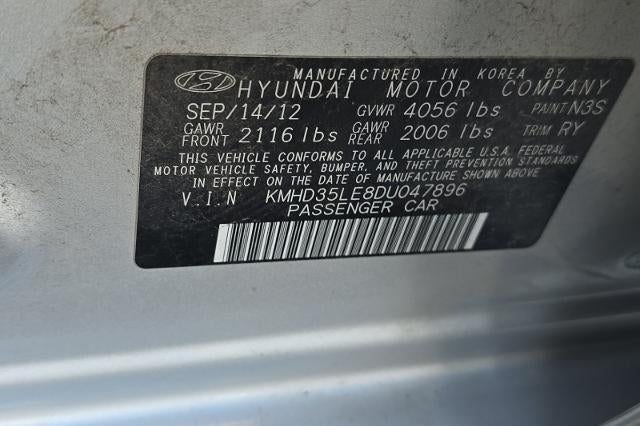 MANUFACTURED IN KOREA BY
HYUNDAI MOTOR COMPANY
SEP/14/12 GVWR 4056 lbs PAINT N3S
GAWR FRONT 2116 lbs GAWR REAR 2006 lbs TRIM RY
THIS VEHICLE CONFORMS TO ALL APPLICABLE U.S.A. FEDERAL
MOTOR VEHICLE SAFETY, BUMPER, AND THEFT PREVENTION STANDARDS
IN EFFECT ON THE DATE OF MANUFACTURE SHOWN ABOVE.
V.I.N KMHD35LE8DU047896
PASSENGER CAR